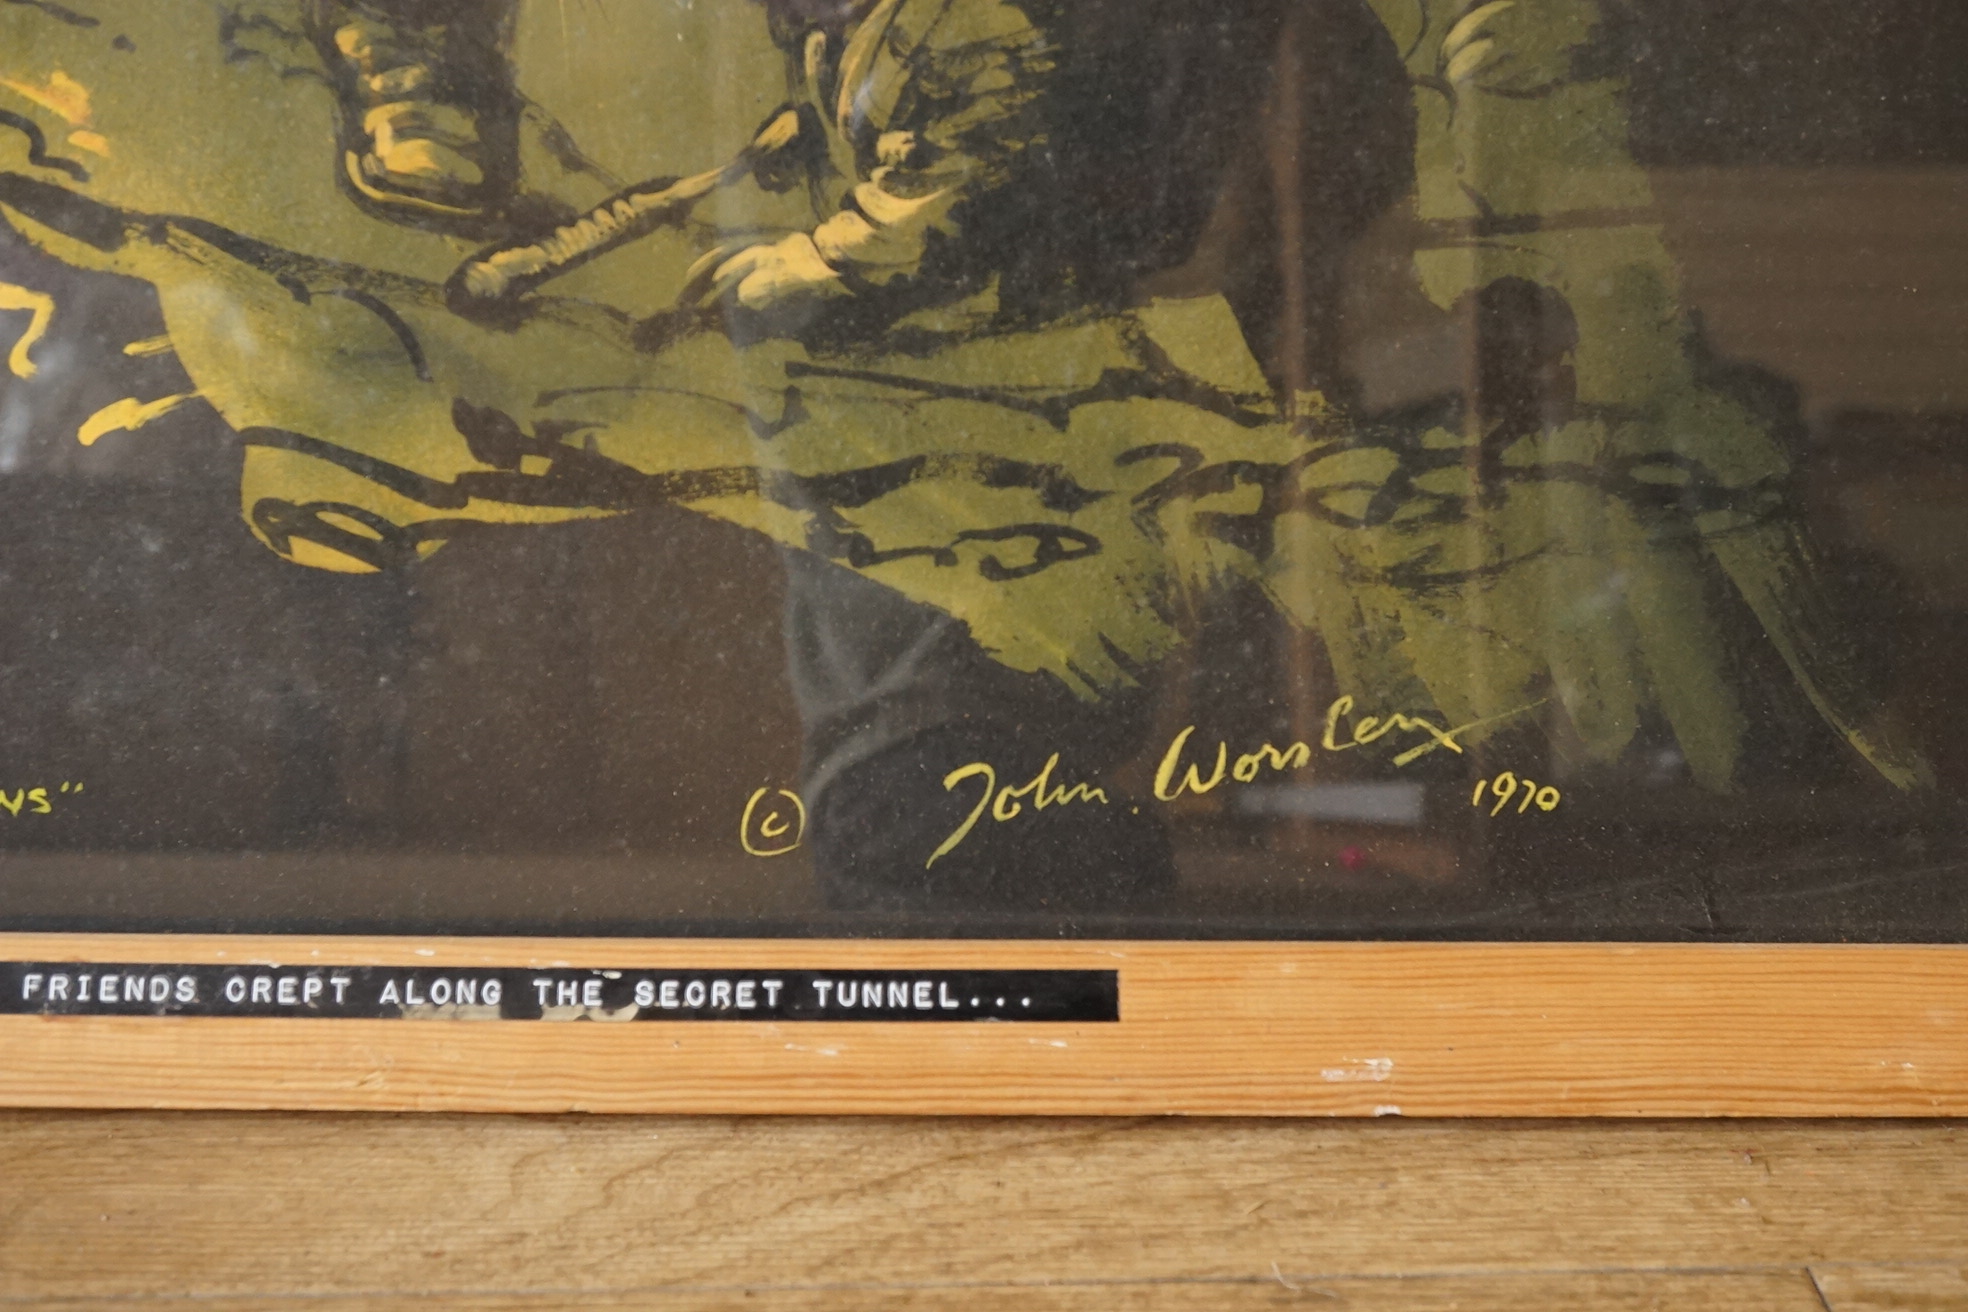 © John. Worsley 1970
FRIENDS CREPT ALONG THE SECRET TUNNEL...